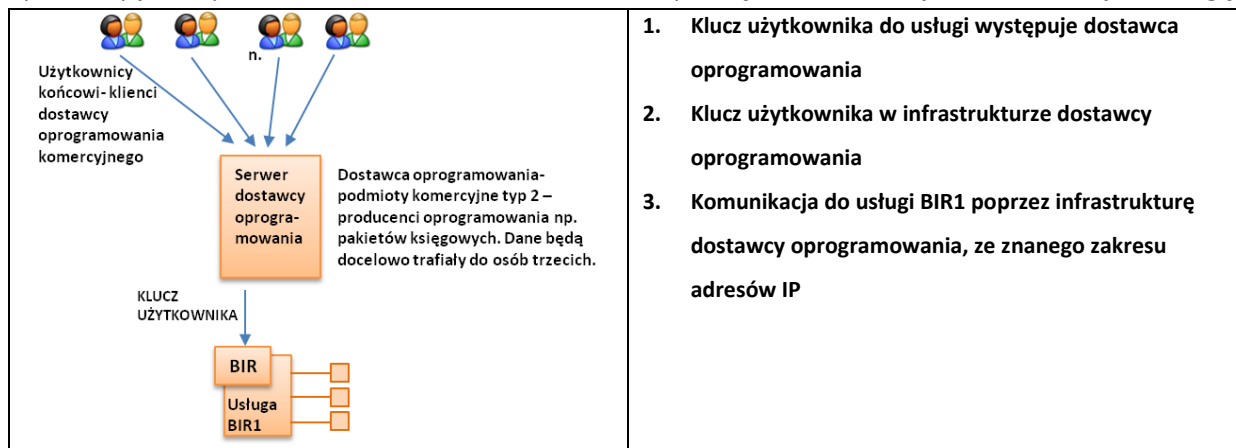 n.
Użytkownicy
końcowi- klienci
dostawcy
oprogramowania
komercyjnego
Serwer
dostawcy
oprogra-
mowania
Dostawca oprogramowania-
podmioty komercyjne typ 2 –
producenci oprogramowania np.
pakietów księgowych. Dane będą
docelowo trafiały do osób trzecich.
KLUCZ
UŻYTKOWNIKA
BIR
Usługa
BIR1
1. Klucz użytkownika do usługi występuje dostawca
oprogramowania
2. Klucz użytkownika w infrastrukturze dostawcy
oprogramowania
3. Komunikacja do usługi BIR1 poprzez infrastrukturę
dostawcy oprogramowania, ze znanego zakresu
adresów IP